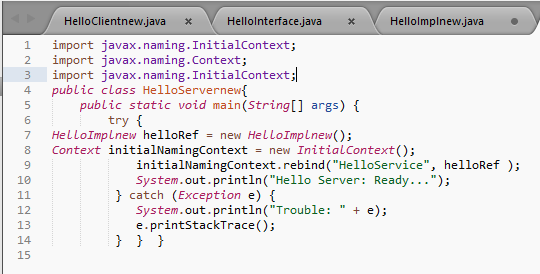 HelloClientnew.java × HelloInterface.java × HelloImplnew.java
1 import javax.naming.InitialContext;
2 import javax.naming.Context;
3 import javax.naming.InitialContext;
4 public class HelloServernew{
5 public static void main(String[] args) {
6 try {
7 HelloImplnew helloRef = new HelloImplnew();
8 Context initialNamingContext = new InitialContext();
9 initialNamingContext.rebind("HelloService", helloRef );
10 System.out.println("Hello Server: Ready...");
11 } catch (Exception e) {
12 System.out.println("Trouble: " + e);
13 e.printStackTrace();
14 } } }
15